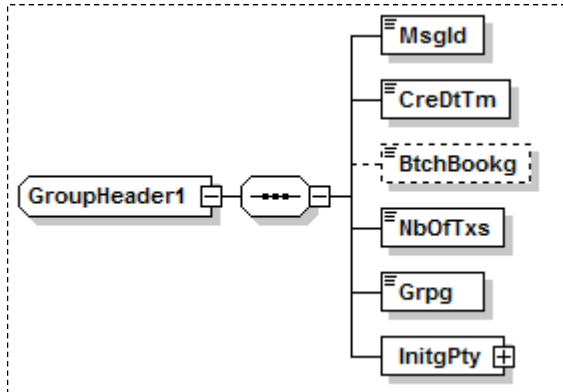 MsgId
CreDtTm
BtchBookg
GroupHeader1
NbOfTxs
Grpg
InitgPty